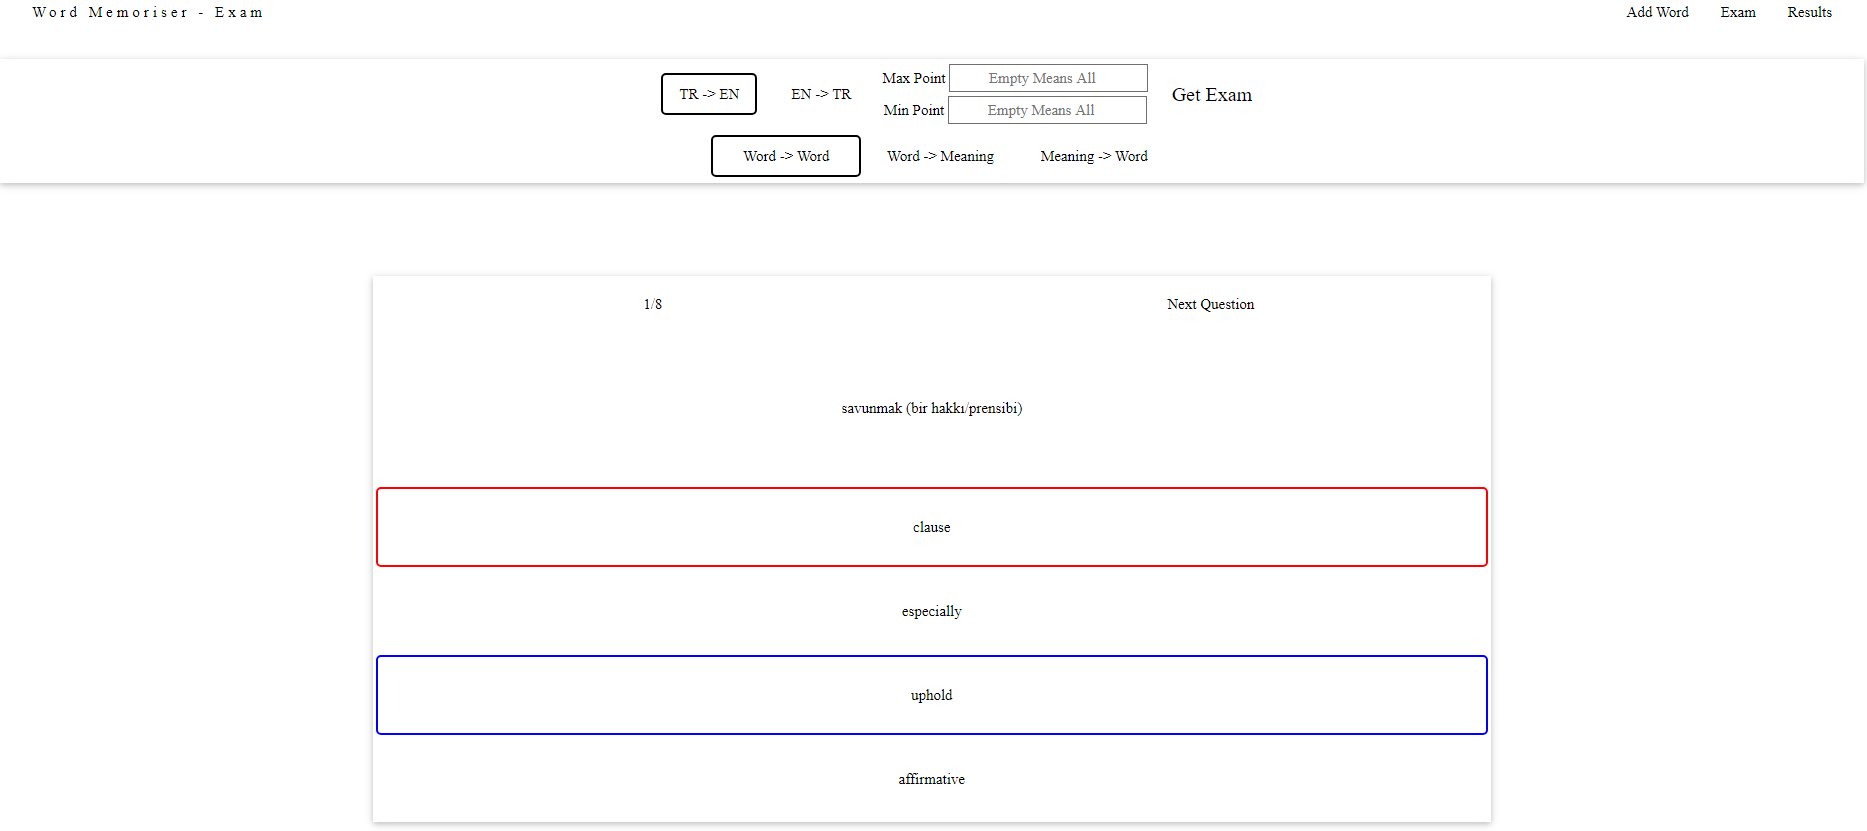 Word Memoriser - Exam
Add Word Exam Results
TR -> EN
EN -> TR
Max Point Empty Means All
Min Point Empty Means All
Get Exam
Word -> Word
Word -> Meaning
Meaning -> Word
1/8
Next Question
savunmak (bir hakkı/prensibi)
clause
especially
uphold
affirmative